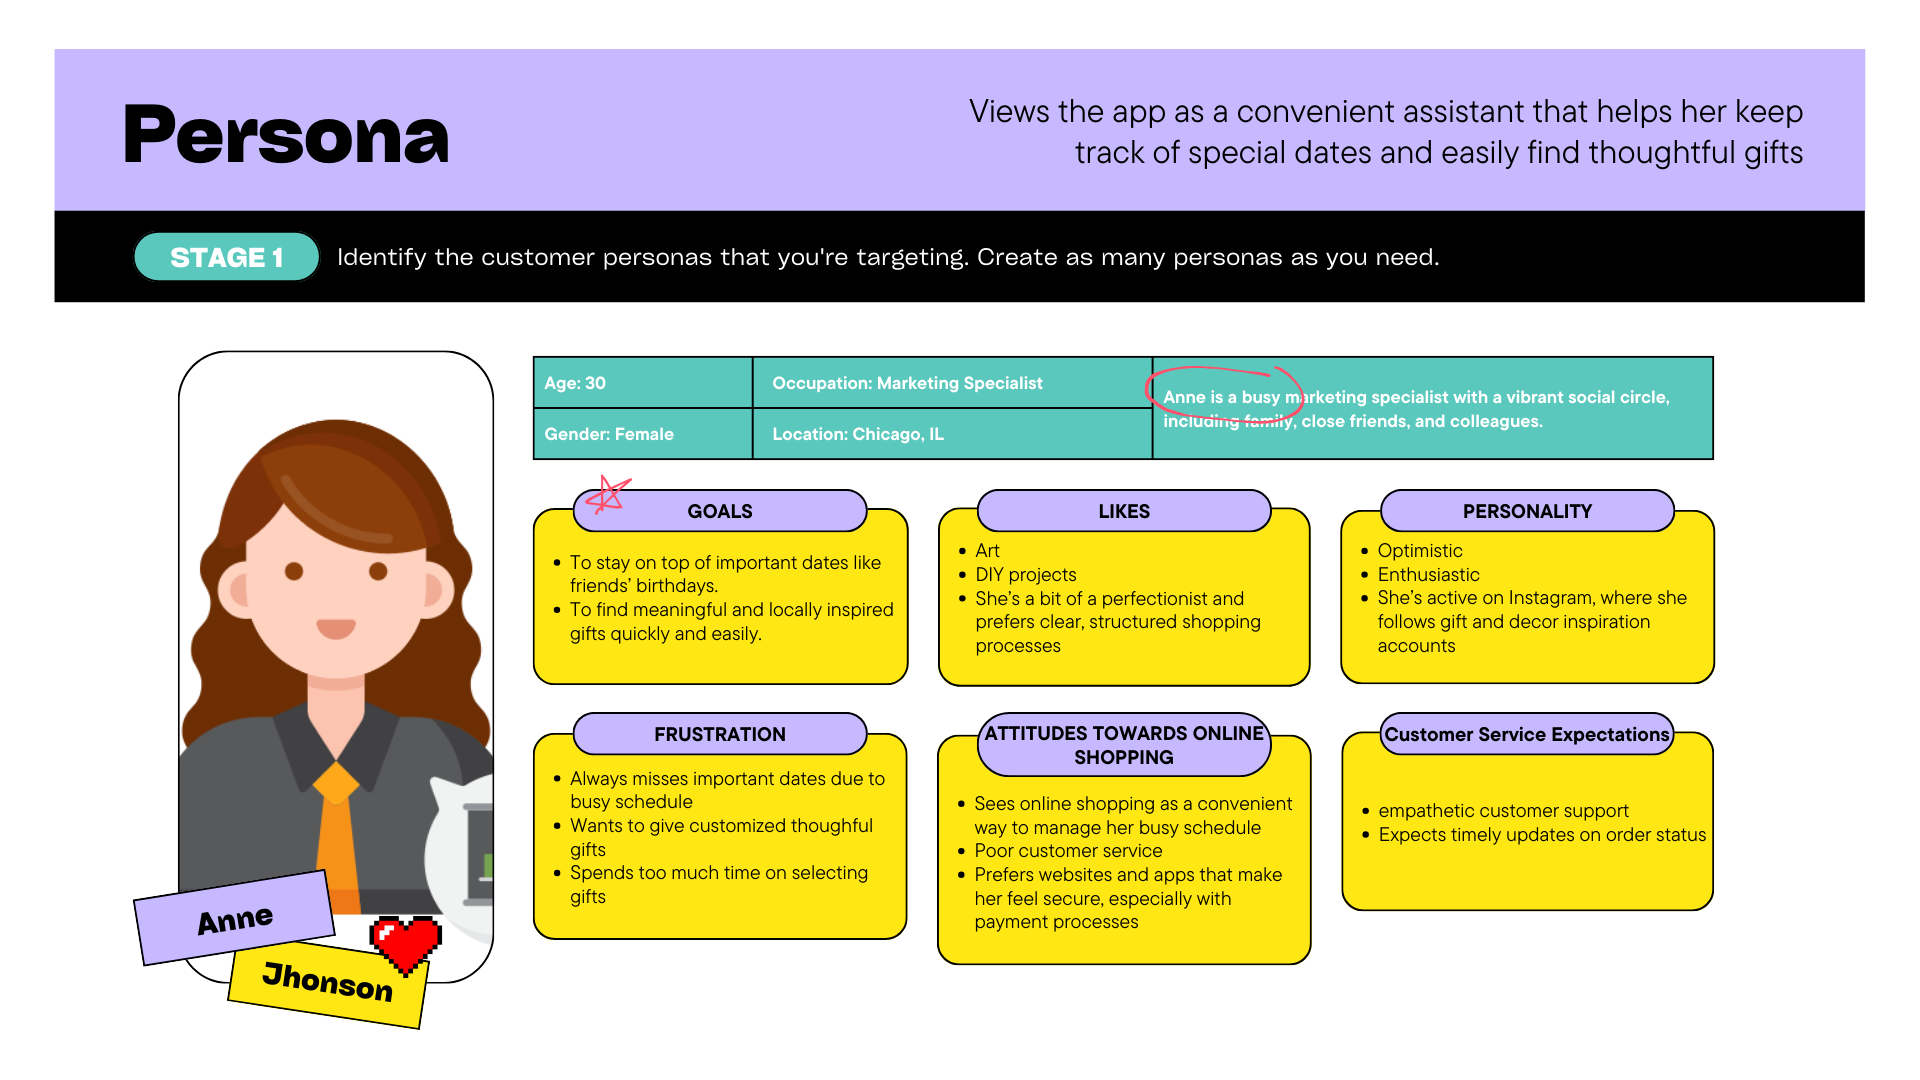 Persona
Views the app as a convenient assistant that helps her keep
track of special dates and easily find thoughtful gifts
STAGE 1
Identify the customer personas that you're targeting. Create as many personas as you need.
Age: 30
Occupation: Marketing Specialist
Gender: Female
Location: Chicago, IL
Anne is a busy marketing specialist with a vibrant social circle,
including family, close friends, and colleagues.
GOALS
• To stay on top of important dates like
friends’ birthdays.
• To find meaningful and locally inspired
gifts quickly and easily.
LIKES
• Art
• DIY projects
• She’s a bit of a perfectionist and
prefers clear, structured shopping
processes
PERSONALITY
• Optimistic
• Enthusiastic
• She’s active on Instagram, where she
follows gift and decor inspiration
accounts
FRUSTRATION
• Always misses important dates due to
busy schedule
• Wants to give customized thoughful
gifts
• Spends too much time on selecting
gifts
ATTITUDES TOWARDS ONLINE
SHOPPING
• Sees online shopping as a convenient
way to manage her busy schedule
• Poor customer service
• Prefers websites and apps that make
her feel secure, especially with
payment processes
Customer Service Expectations
• empathetic customer support
• Expects timely updates on order status
Anne
Jhonson